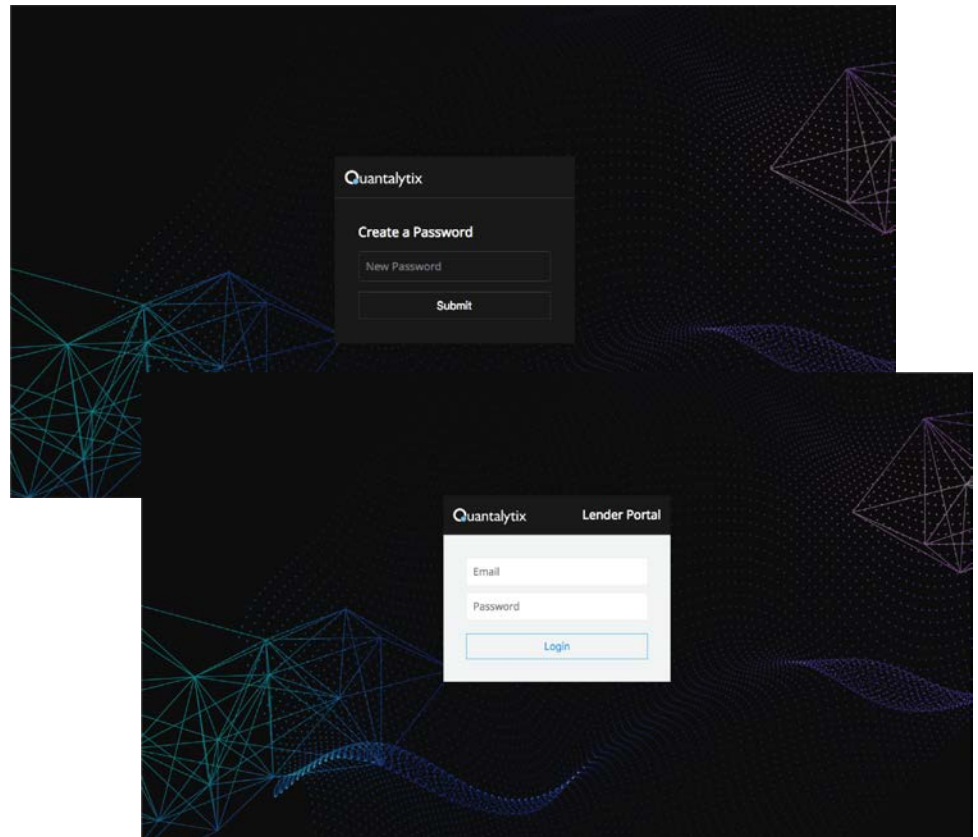 Quantalytix
Create a Password
New Password
Submit
Quantalytix Lender Portal
Email
Password
Login